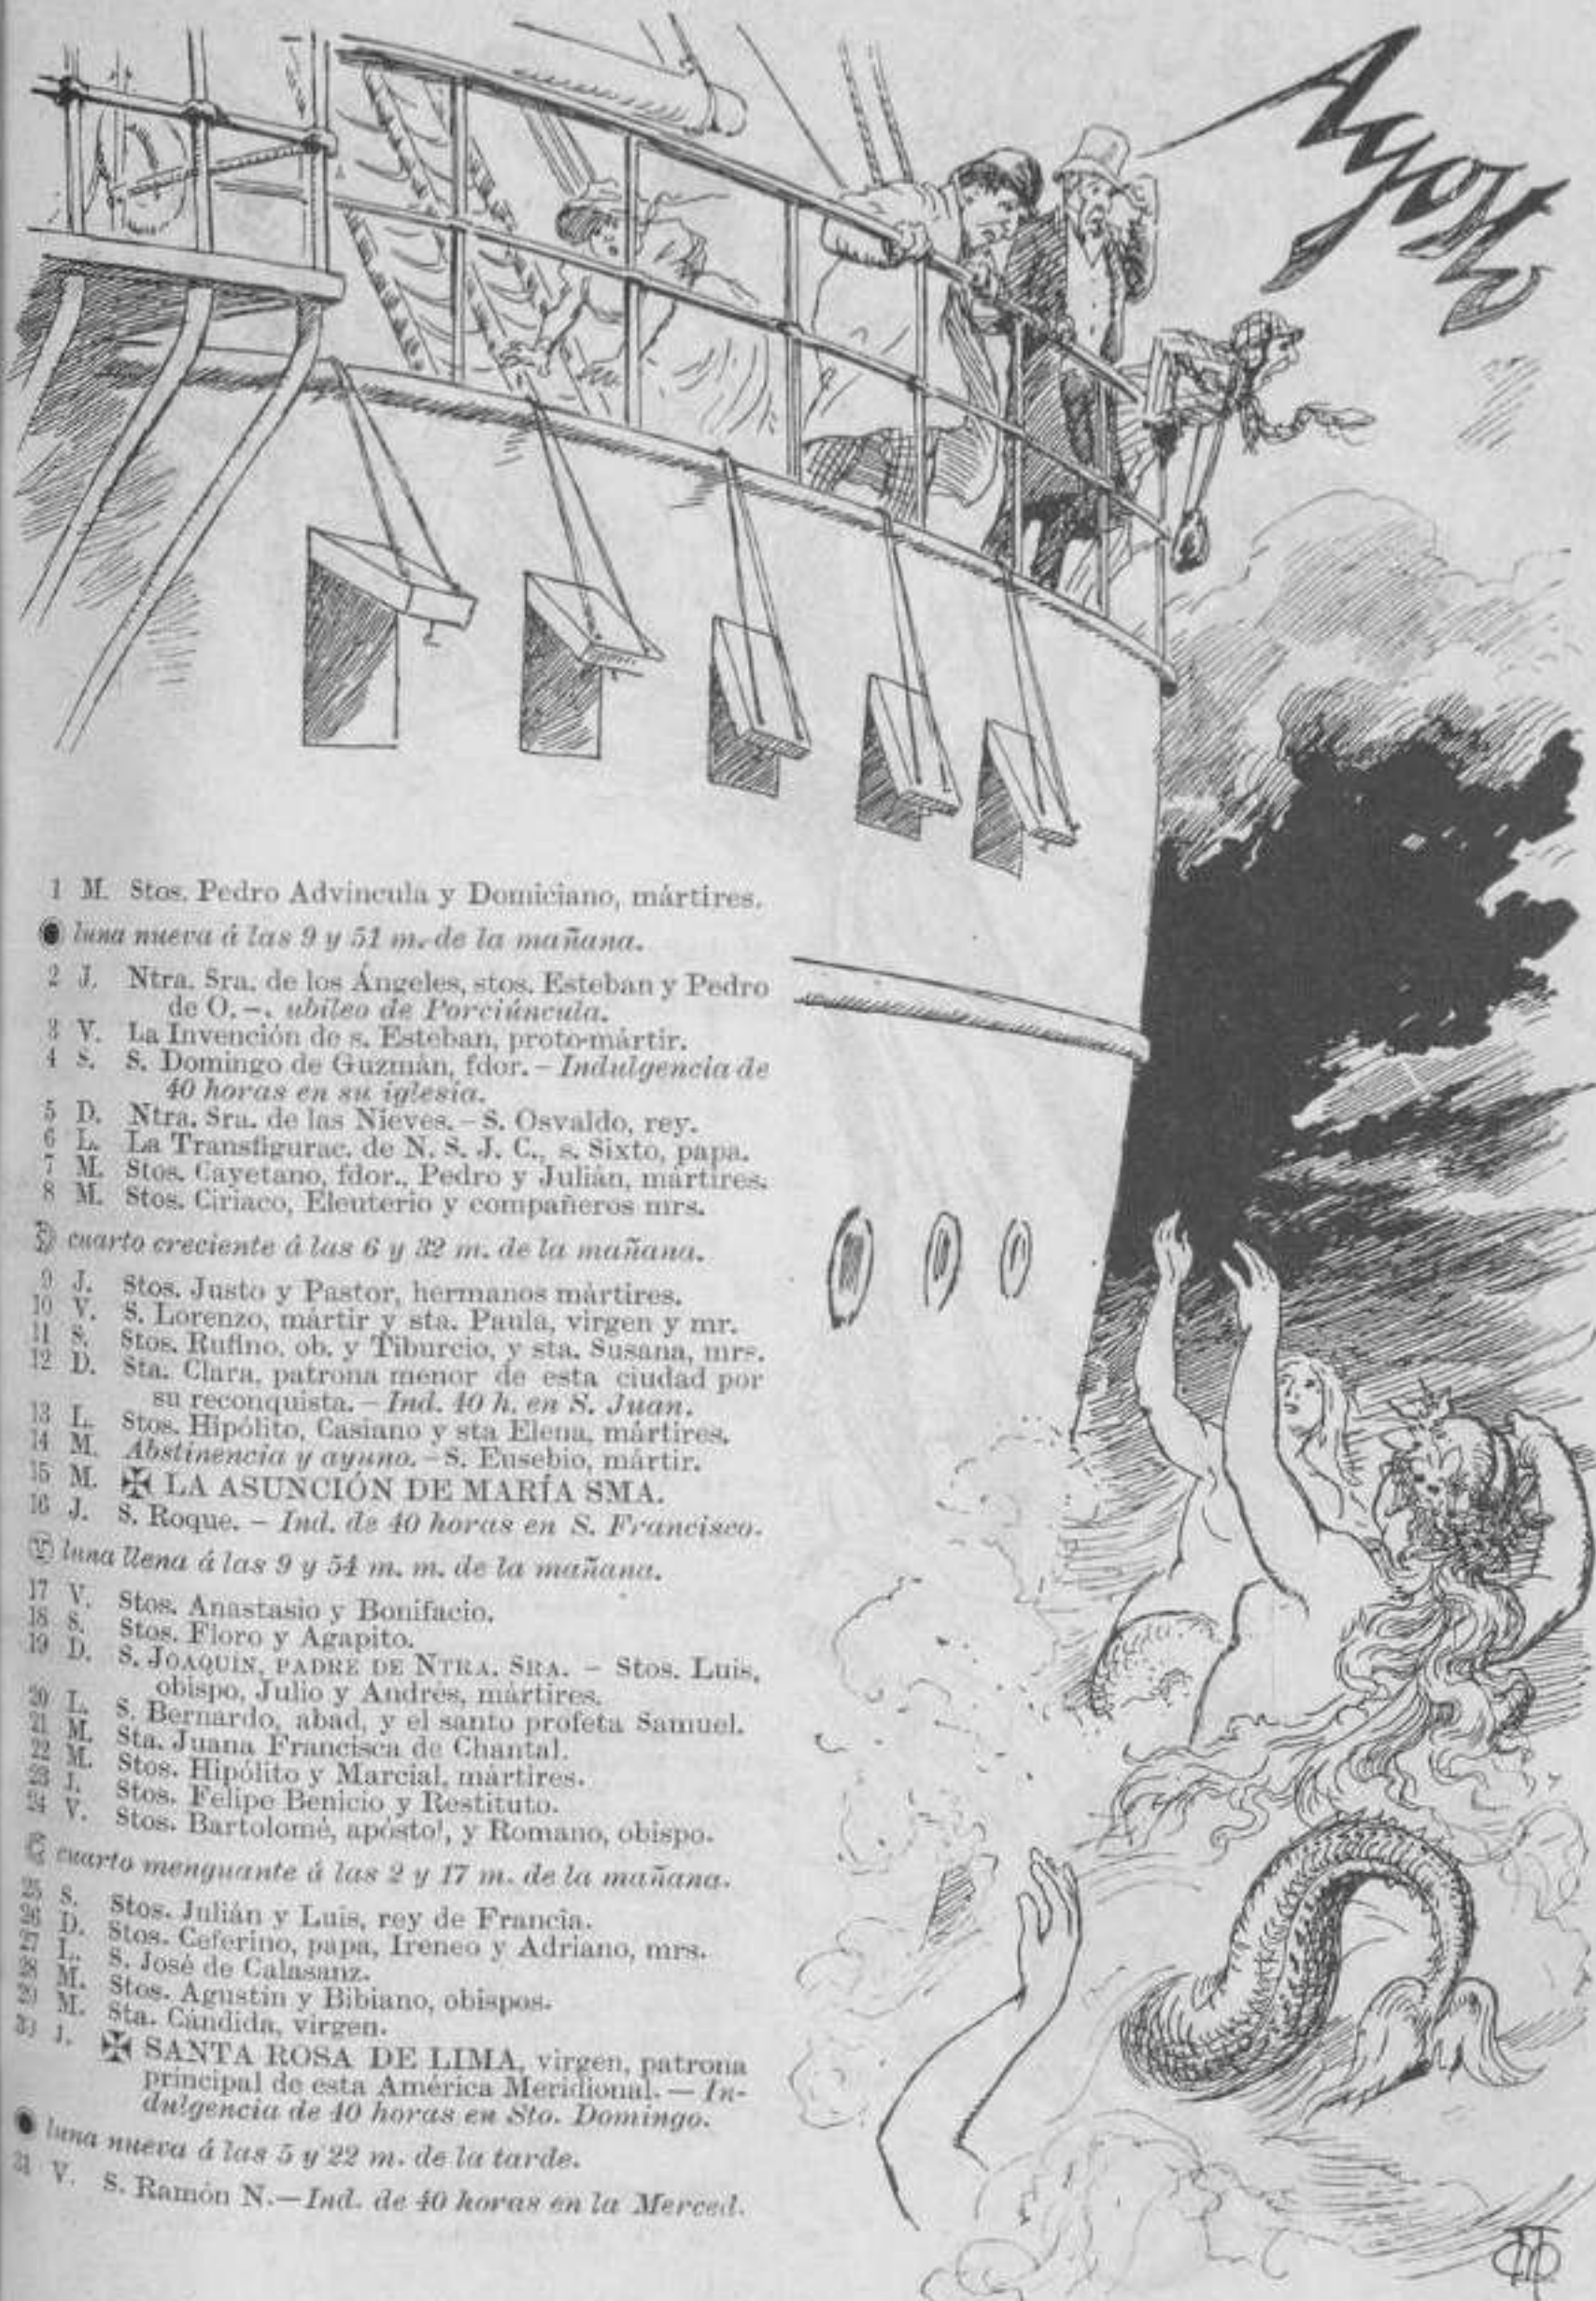 Agosto
1 M. Stos. Pedro Advincula y Domiciano, mártires.
luna nueva á las 9 y 51 m. de la mañana.
2 J. Ntra. Sra. de los Ángeles, stos. Esteban y Pedro
de O. –. ubileo de Porciúncula.
3 V. La Invención de s. Esteban, proto-mártir.
4 S. S. Domingo de Guzmán, fdor. – Indulgencia de
40 horas en su iglesia.
5 D. Ntra. Sra. de las Nieves. – S. Osvaldo, rey.
6 L. La Transfigurac. de N. S. J. C., s. Sixto, papa.
7 M. Stos. Cayetano, fdor., Pedro y Julián, mártires.
8 M. Stos. Ciriaco, Eleuterio y compañeros mrs.
cuarto creciente á las 6 y 32 m. de la mañana.
9 J. Stos. Justo y Pastor, hermanos mártires.
10 V. S. Lorenzo, mártir y sta. Paula, virgen y mr.
11 S. Stos. Rufino, ob. y Tiburcio, y sta. Susana, mrs.
12 D. Sta. Clara, patrona menor de esta ciudad por
su reconquista. – Ind. 40 h. en S. Juan.
13 L. Stos. Hipólito, Casiano y sta Elena, mártires.
14 M. Abstinencia y ayuno. – S. Eusebio, mártir.
15 M. ✠ LA ASUNCIÓN DE MARÍA SMA.
16 J. S. Roque. – Ind. de 40 horas en S. Francisco.
luna llena á las 9 y 54 m. m. de la mañana.
17 V. Stos. Anastasio y Bonifacio.
18 S. Stos. Floro y Agapito.
19 D. S. JOAQUIN, PADRE DE NTRA. SRA. – Stos. Luis,
obispo, Julio y Andrés, mártires.
20 L. S. Bernardo, abad, y el santo profeta Samuel.
21 M. Sta. Juana Francisca de Chantal.
22 M. Stos. Hipólito y Marcial, mártires.
23 J. Stos. Felipe Benicio y Restituto.
24 V. Stos. Bartolomé, apóstol, y Romano, obispo.
cuarto menguante á las 2 y 17 m. de la mañana.
25 S. Stos. Julián y Luis, rey de Francia.
26 D. Stos. Ceferino, papa, Ireneo y Adriano, mrs.
27 L. S. José de Calasanz.
28 M. Stos. Agustin y Bibiano, obispos.
29 M. Sta. Cándida, virgen.
30 J. ✠ SANTA ROSA DE LIMA, virgen, patrona
principal de esta América Meridional. — In-
dulgencia de 40 horas en Sto. Domingo.
luna nueva á las 5 y 22 m. de la tarde.
31 V. S. Ramón N.—Ind. de 40 horas en la Merced.